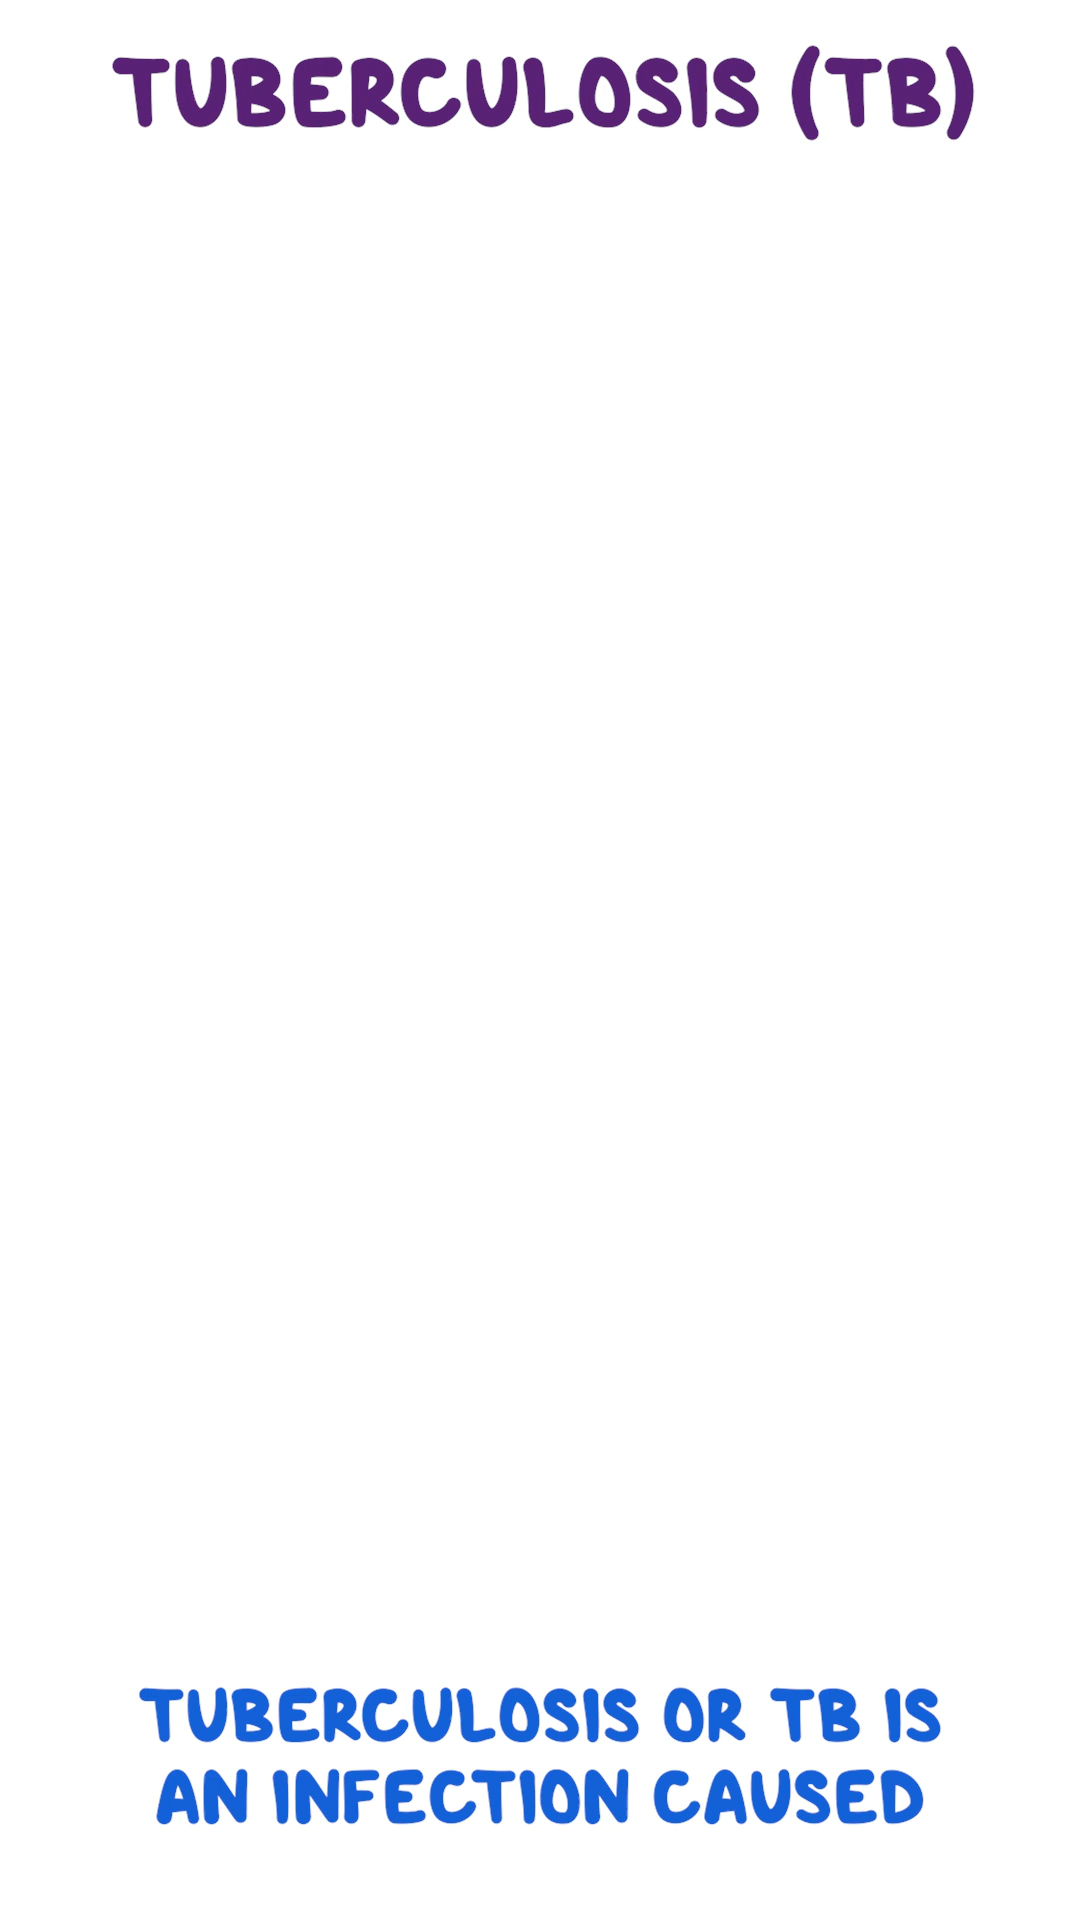 TUBERCULOSIS (TB)
TUBERCULOSIS OR TB IS
AN INFECTION CAUSED